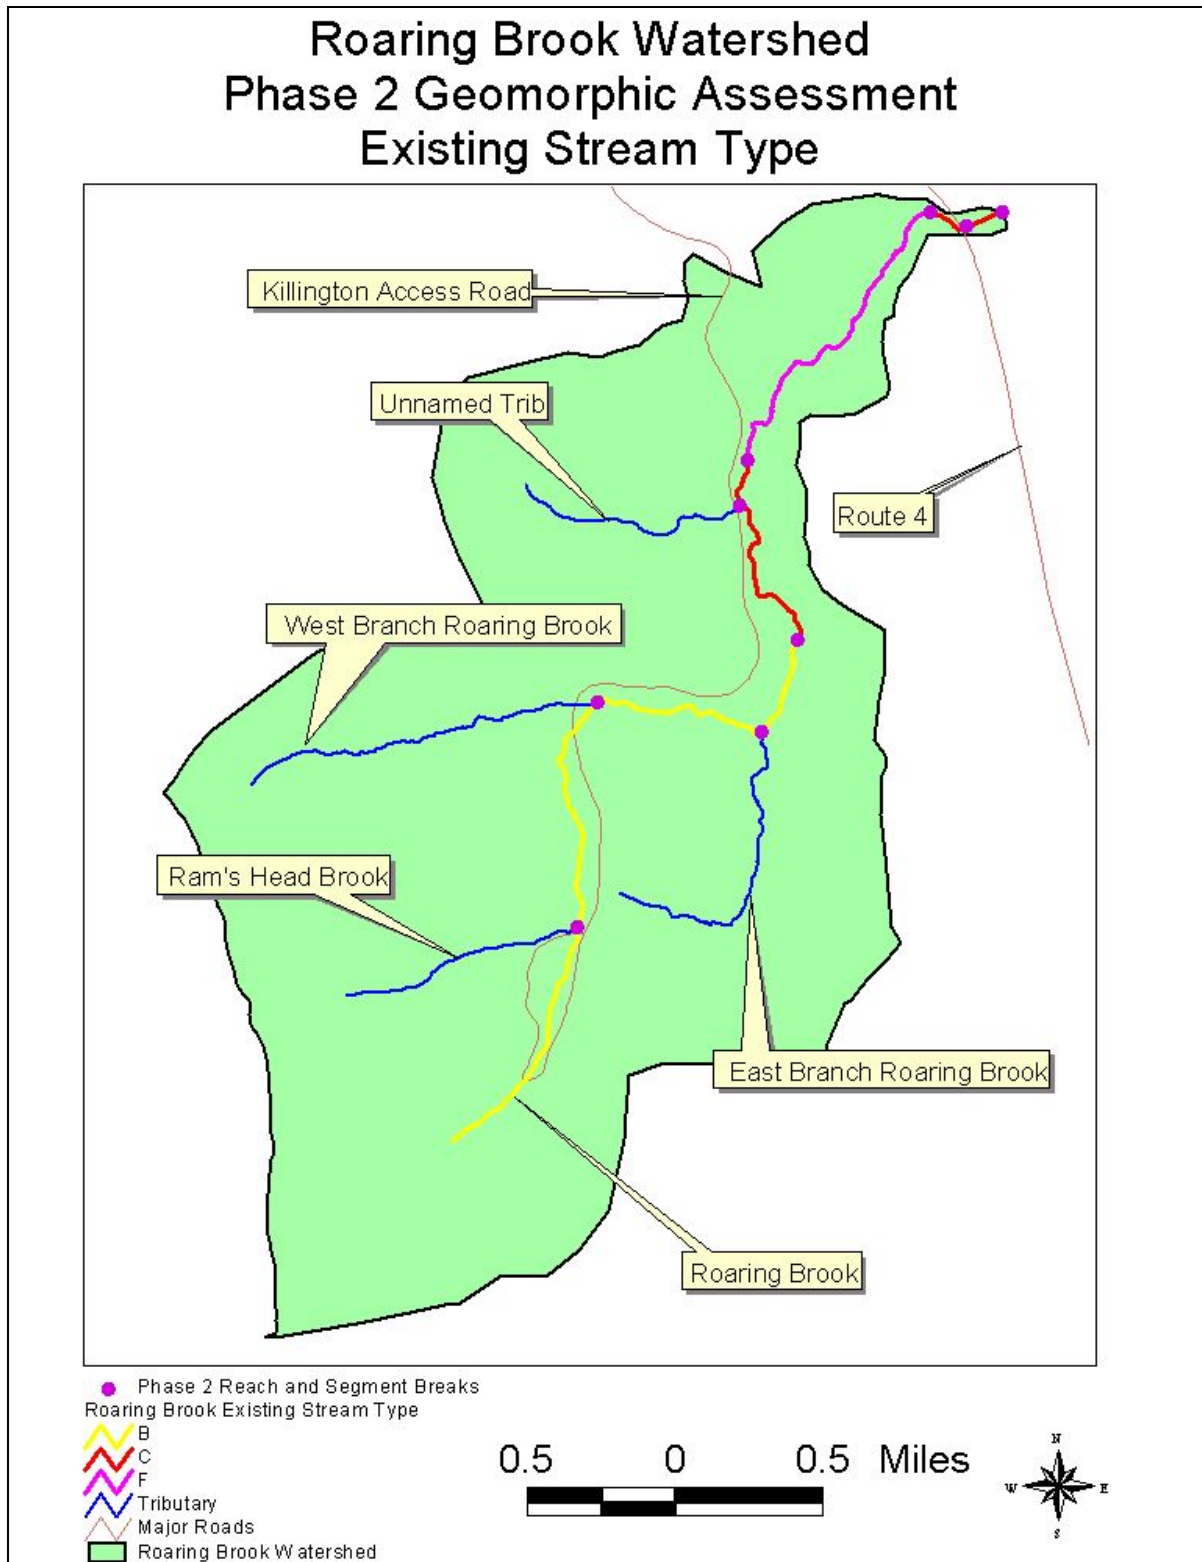 Roaring Brook Watershed
Phase 2 Geomorphic Assessment
Existing Stream Type
Killington Access Road
Unnamed Trib
Route 4
West Branch Roaring Brook
Ram's Head Brook
East Branch Roaring Brook
Roaring Brook
Phase 2 Reach and Segment Breaks
Roaring Brook Existing Stream Type
B
C
F
Tributary
Major Roads
Roaring Brook Watershed
0.5 0 0.5 Miles
N
W E
S